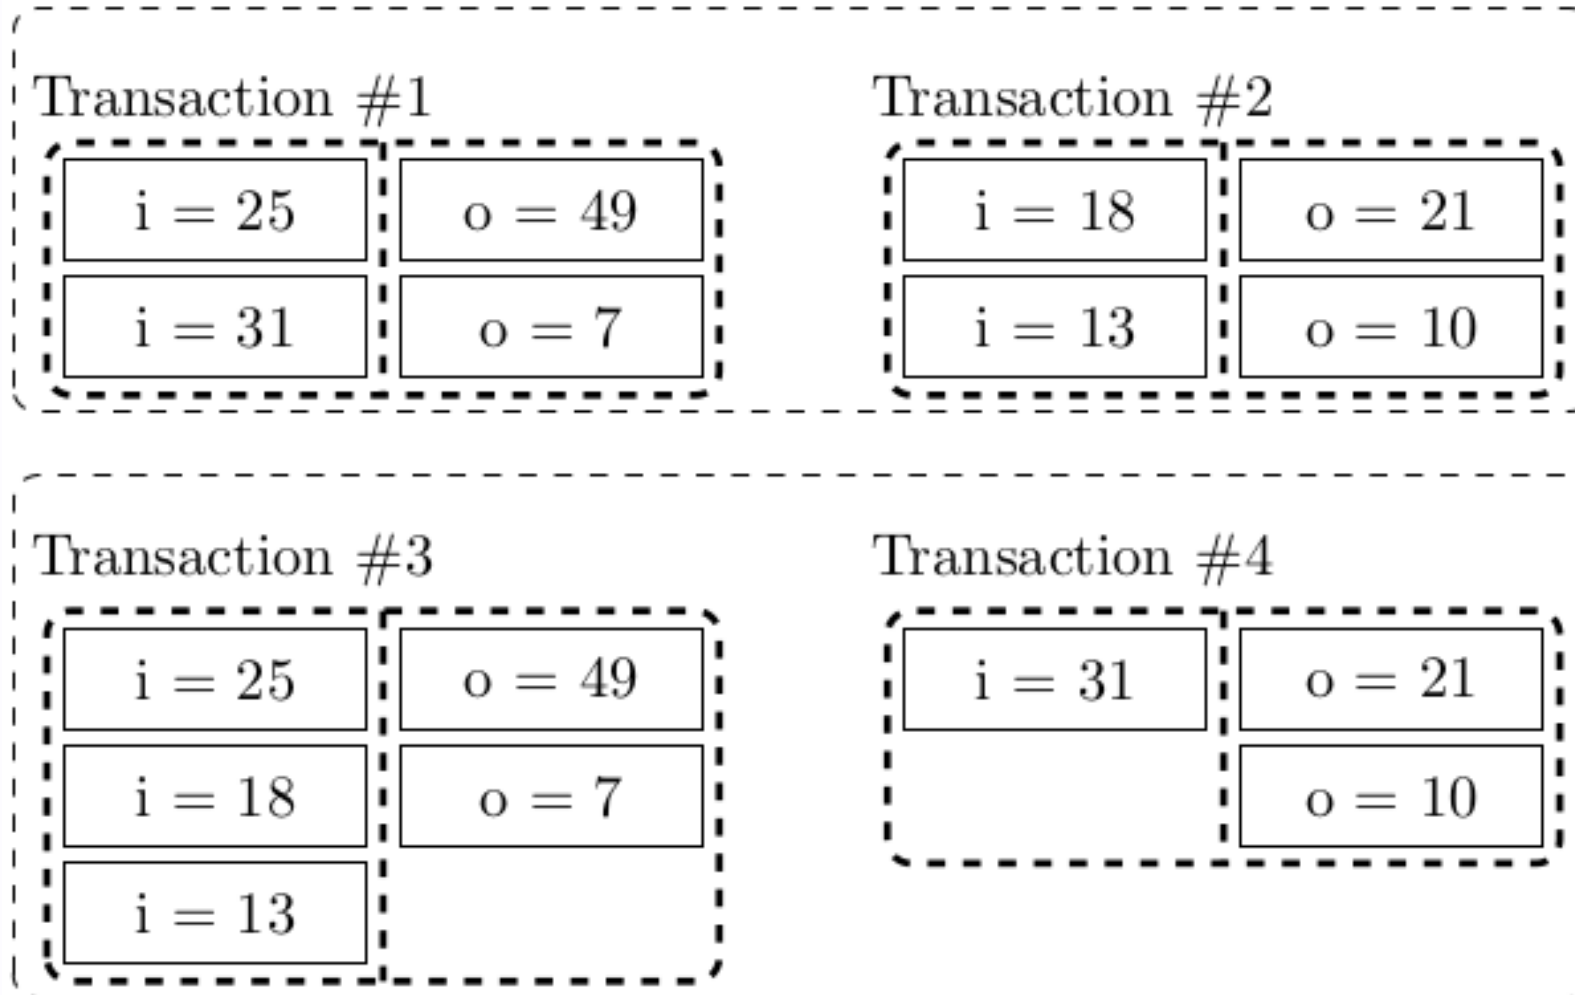 Transaction #1
i = 25
o = 49
i = 31
o = 7
Transaction #2
i = 18
o = 21
i = 13
o = 10
Transaction #3
i = 25
o = 49
i = 18
o = 7
i = 13
Transaction #4
i = 31
o = 21
o = 10